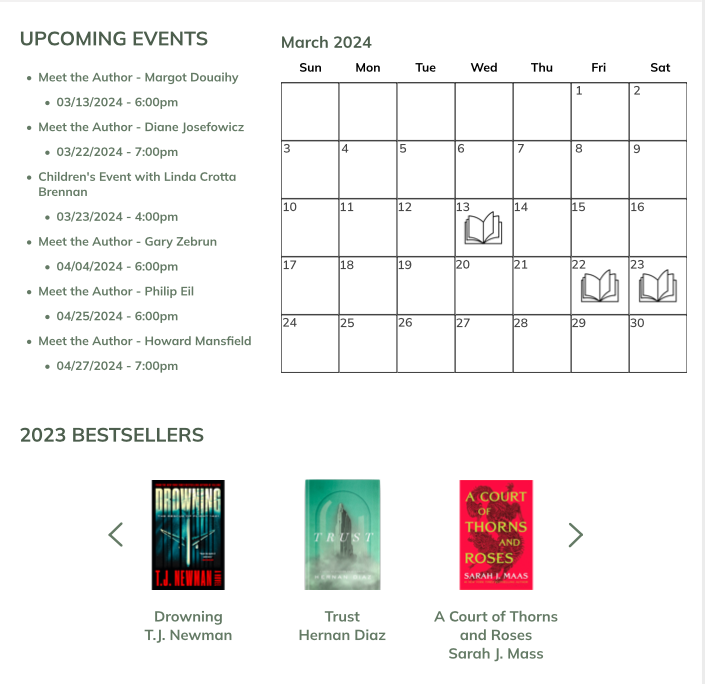 UPCOMING EVENTS
Meet the Author - Margot Douaihy
03/13/2024 - 6:00pm
Meet the Author - Diane Josefowicz
03/22/2024 - 7:00pm
Children's Event with Linda Crotta
Brennan
03/23/2024 - 4:00pm
Meet the Author - Gary Zebrun
04/04/2024 - 6:00pm
Meet the Author - Philip Eil
04/25/2024 - 6:00pm
Meet the Author - Howard Mansfield
04/27/2024 - 7:00pm
March 2024
Sun Mon Tue Wed Thu Fri Sat
1 2
3 4 5 6 7 8 9
10 11 12 13 14 15 16
17 18 19 20 21 22 23
24 25 26 27 28 29 30
2023 BESTSELLERS
DROWNING
T.J. NEWMAN
TRUST
HERNAN DIAZ
A COURT
OF
THORNS
AND
ROSES
SARAH J. MAAS
Drowning
T.J. Newman
Trust
Hernan Diaz
A Court of Thorns
and Roses
Sarah J. Mass